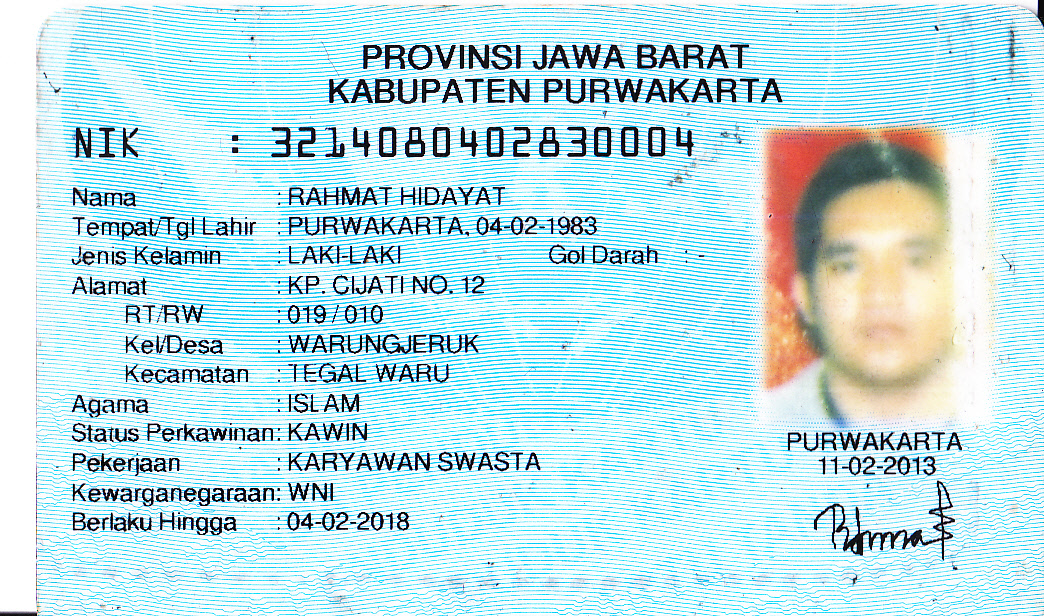 PROVINSI JAWA BARAT
KABUPATEN PURWAKARTA
NIK : 3214080402830004
Nama : RAHMAT HIDAYAT
Tempat/Tgl Lahir : PURWAKARTA, 04-02-1983
Jenis Kelamin : LAKI-LAKI Gol Darah : -
Alamat : KP. CIJATI NO. 12
RT/RW : 019 / 010
Kel/Desa : WARUNGJERUK
Kecamatan : TEGAL WARU
Agama : ISLAM
Status Perkawinan: KAWIN
Pekerjaan : KARYAWAN SWASTA
Kewarganegaraan: WNI
Berlaku Hingga : 04-02-2018
PURWAKARTA
11-02-2013